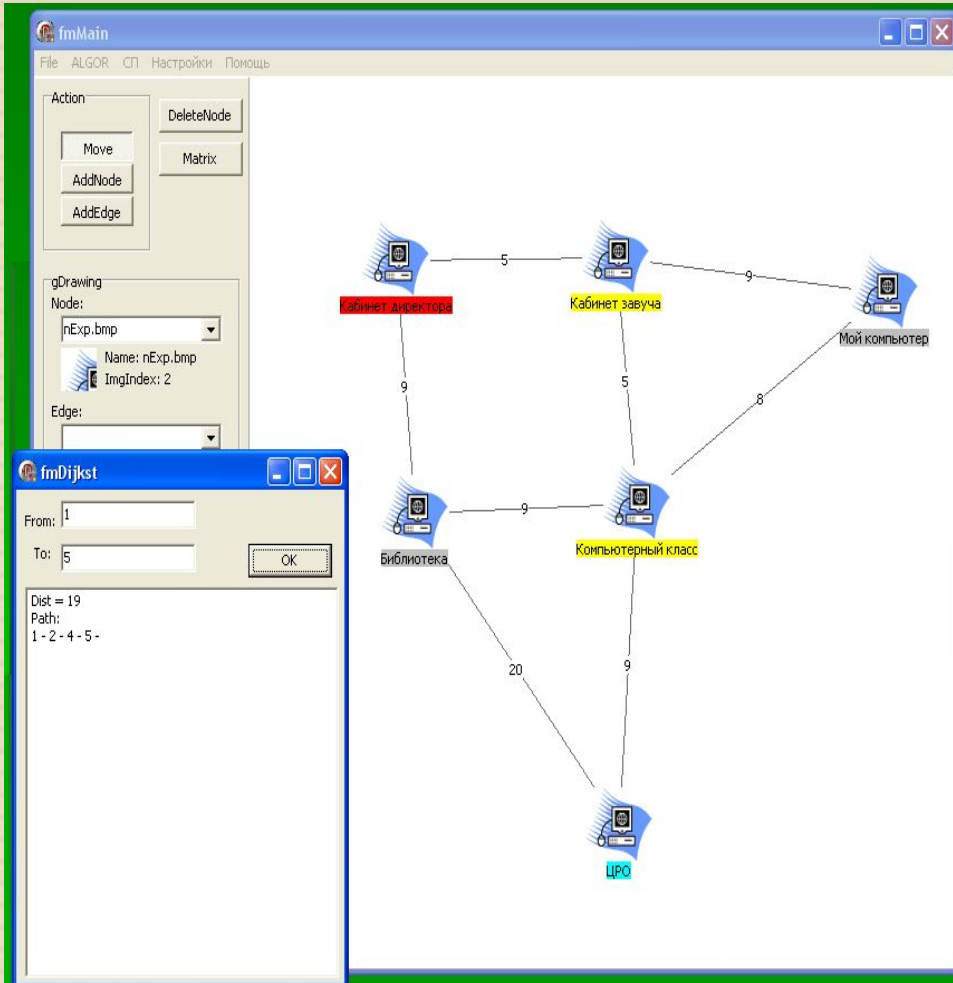 fmMain
File ALGOR СП Настройки Помощь
Action
Move
AddNode
AddEdge
DeleteNode
Matrix
gDrawing
Node:
nExp.bmp
Name: nExp.bmp
ImgIndex: 2
Edge:
5
9
Кабинет директора
Кабинет завуча
Мой компьютер
9
5
8
9
Библиотека
Компьютерный класс
20
9
ЦРО
fmDijkst
From: 1
To: 5
OK
Dist = 19
Path:
1 - 2 - 4 - 5 -